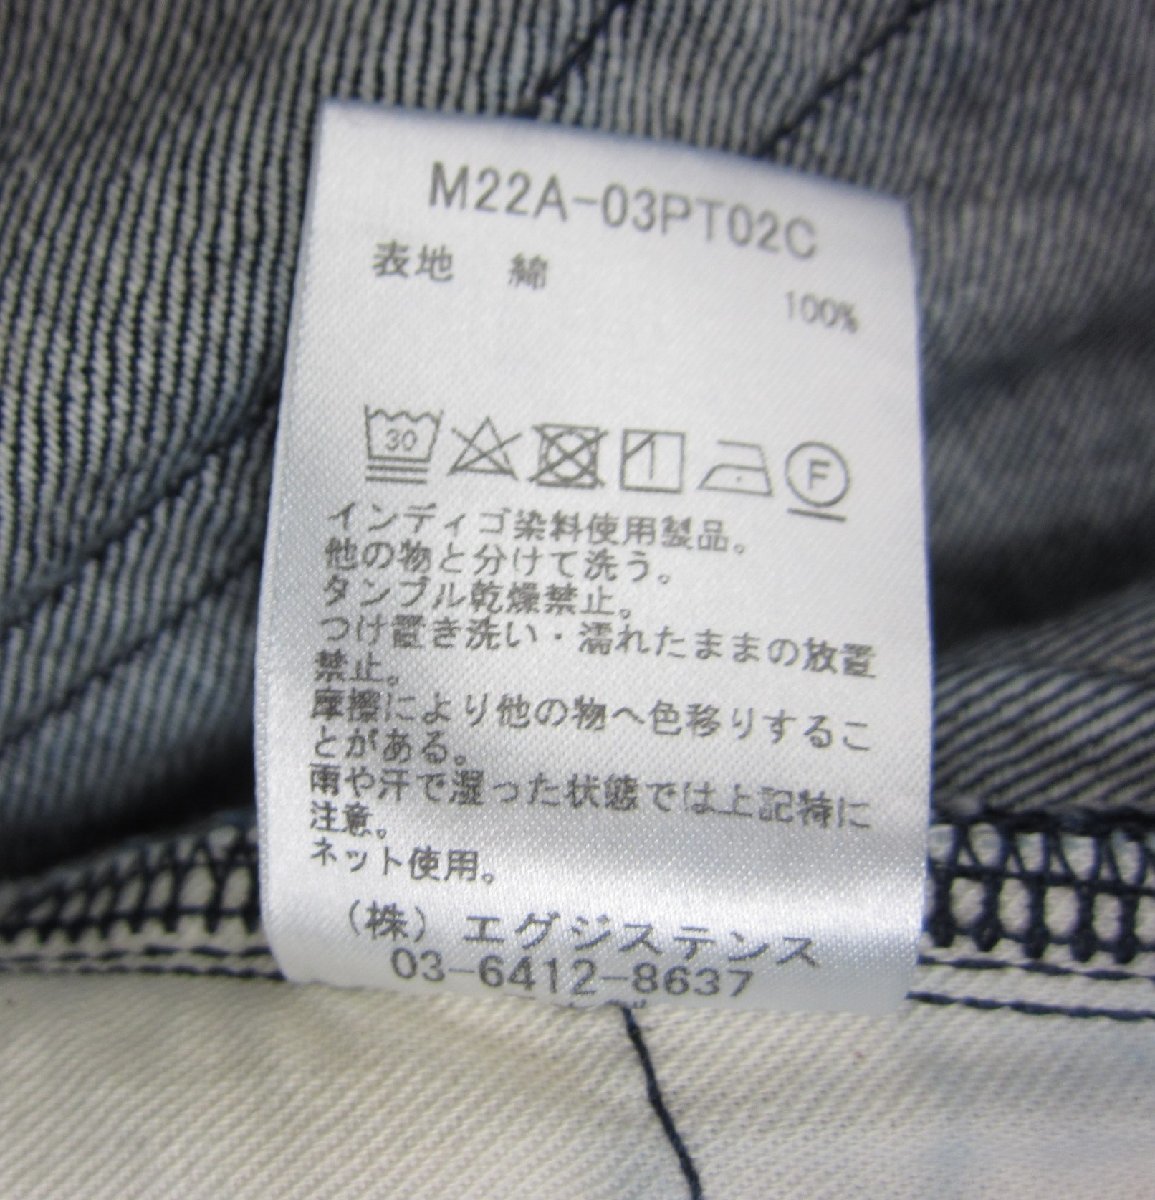 M22A-03PT02C
表地 綿 100%
30 F
インディゴ染料使用製品。
他の物と分けて洗う。
タンブル乾燥禁止。
つけ置き洗い・濡れたままの放置
禁止。
摩擦により他の物へ色移りするこ
とがある。
雨や汗で湿った状態では上記特に
注意。
ネット使用。
（株）エグジステンス
03-6412-8637